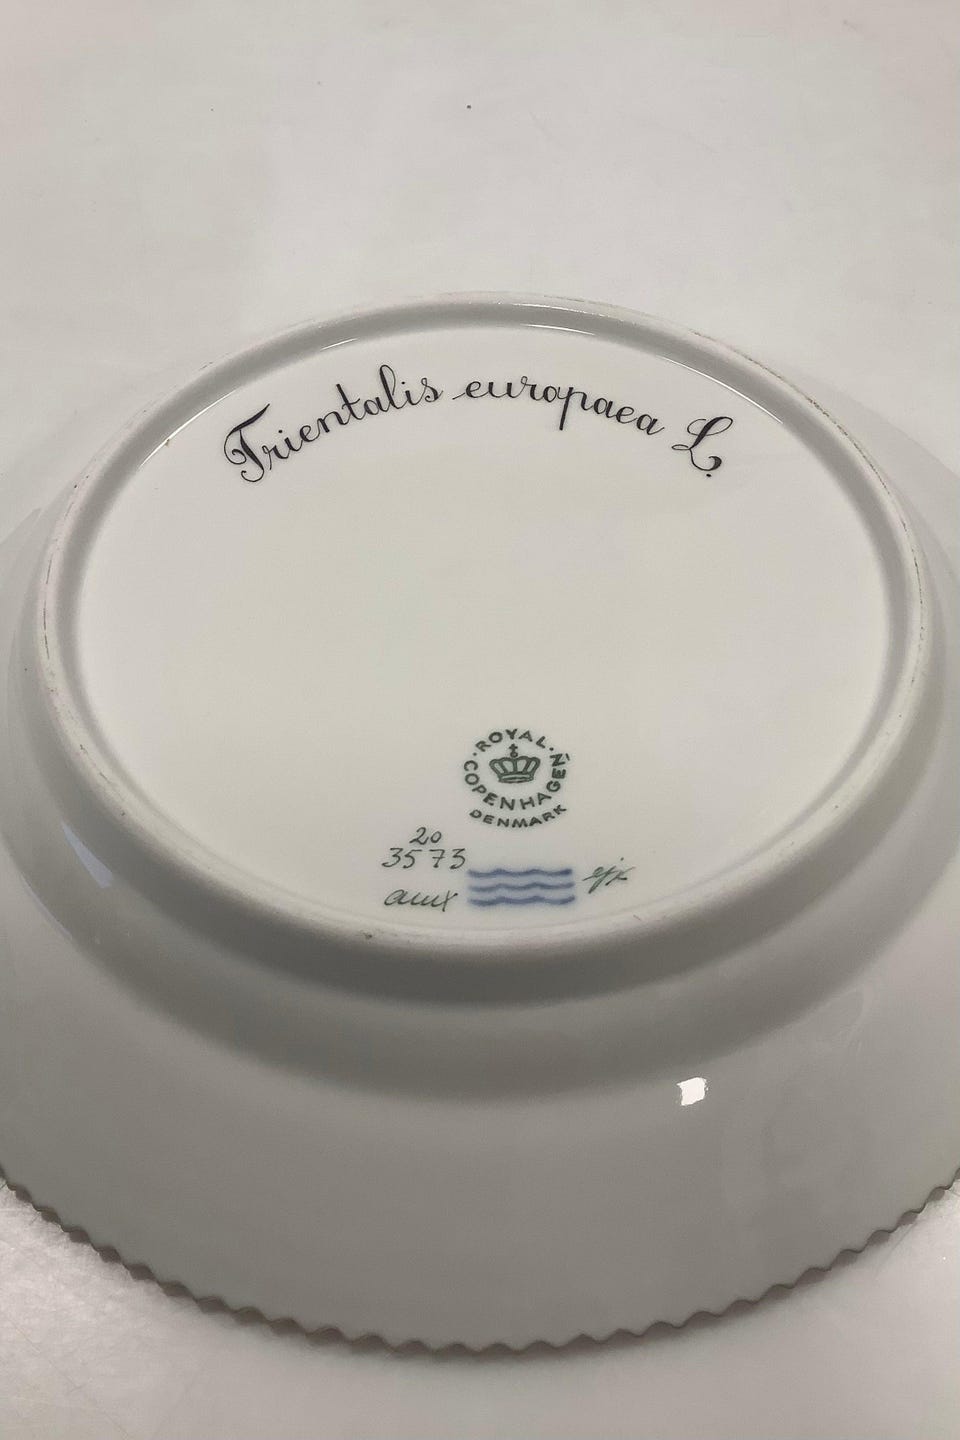 Trientalis europaea L.
ROYAL
COPENHAGEN
DENMARK
20
3573